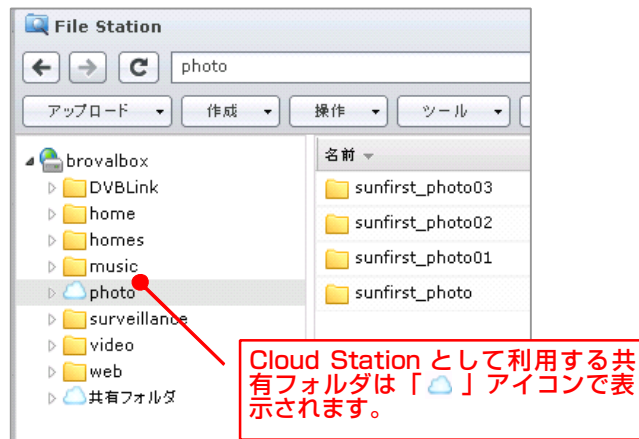 File Station
photo
アップロード
作成
操作
ツール
brovalbox
DVBLink
home
homes
music
photo
surveillance
video
web
共有フォルダ
名前
sunfirst_photo03
sunfirst_photo02
sunfirst_photo01
sunfirst_photo
Cloud Station として利用する共
有フォルダは「 」アイコンで表
示されます。